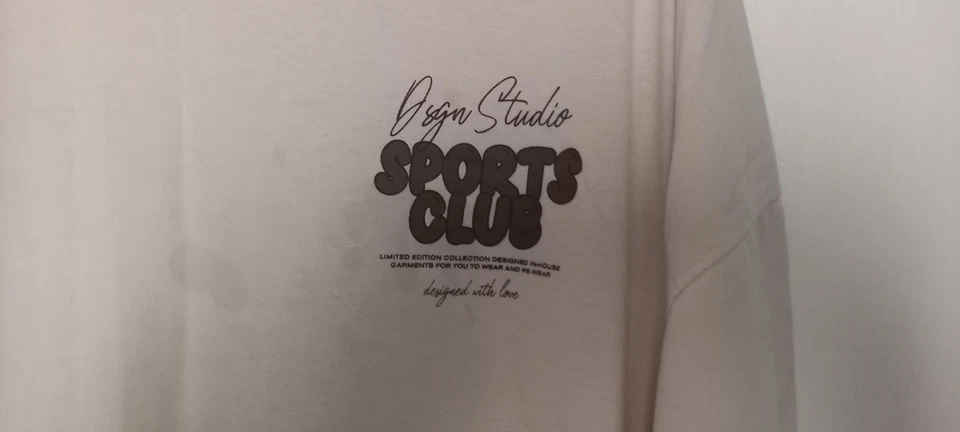 Dsgn Studio
SPORTS
CLUB
LIMITED EDITION COLLECTION DESIGNED IN-HOUSE
GARMENTS FOR YOU TO WEAR AND RE-WEAR
designed with love